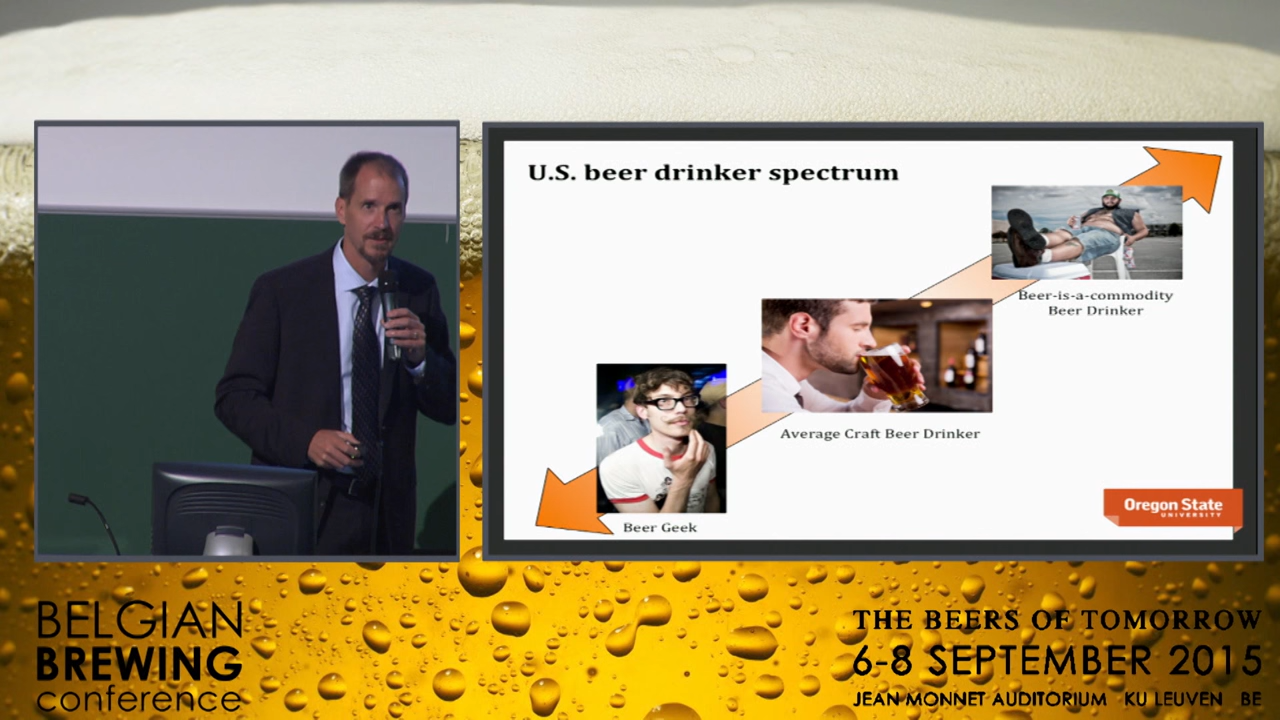 U.S. beer drinker spectrum
Beer-is-a-commodity
Beer Drinker
Average Craft Beer Drinker
Beer Geek
Oregon State
UNIVERSITY
BELGIAN
BREWING
conference
THE BEERS OF TOMORROW
6-8 SEPTEMBER 2015
JEAN MONNET AUDITORIUM KU LEUVEN BE